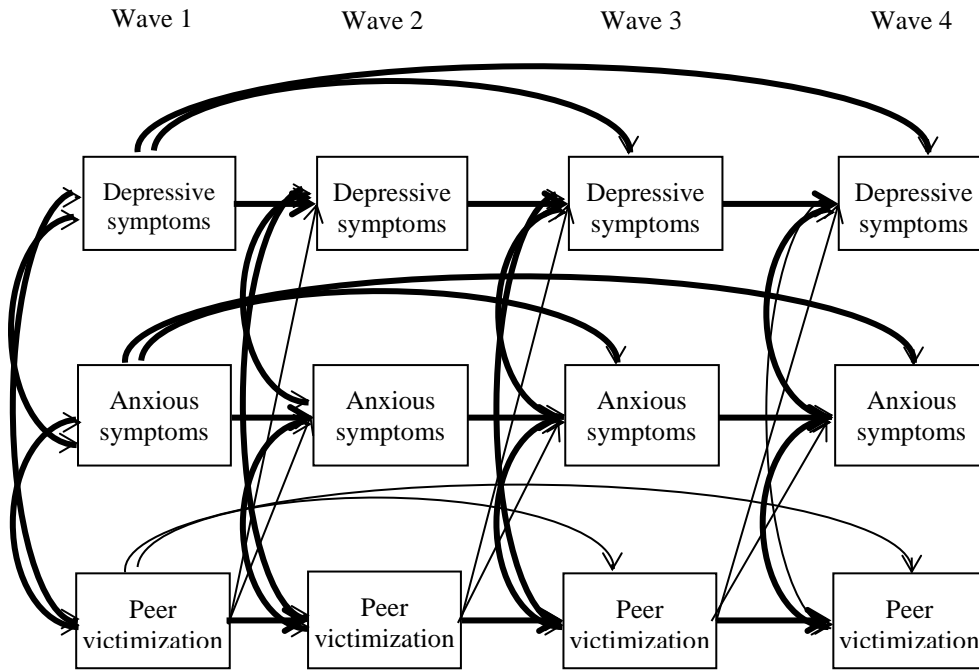 Wave 1
Wave 2
Wave 3
Wave 4
Depressive
symptoms
Depressive
symptoms
Depressive
symptoms
Depressive
symptoms
Anxious
symptoms
Anxious
symptoms
Anxious
symptoms
Anxious
symptoms
Peer
victimization
Peer
victimization
Peer
victimization
Peer
victimization